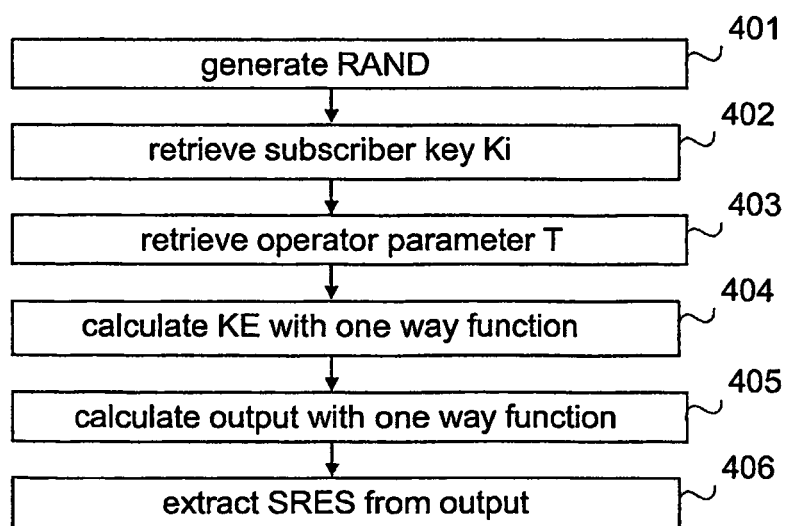 401
generate RAND
402
retrieve subscriber key Ki
403
retrieve operator parameter T
404
calculate KE with one way function
405
calculate output with one way function
406
extract SRES from output